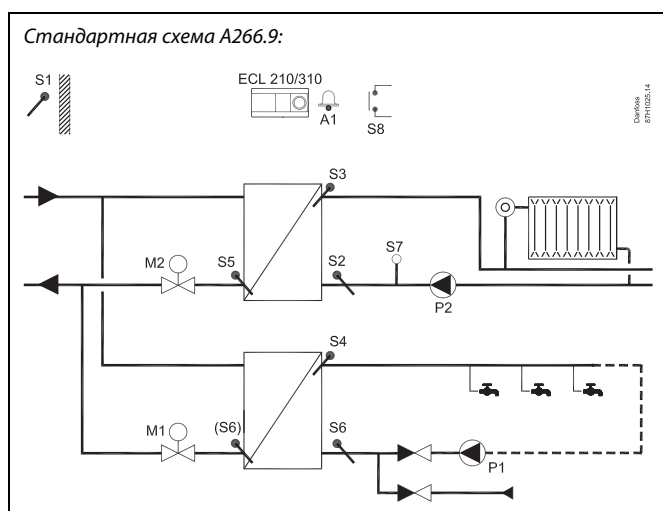 Стандартная схема A266.9:
S1
ECL 210/310
A1
S8
Danfoss
87H1025.14
S3
M2
S5
S2
S7
P2
S4
M1
(S6)
S6
P1